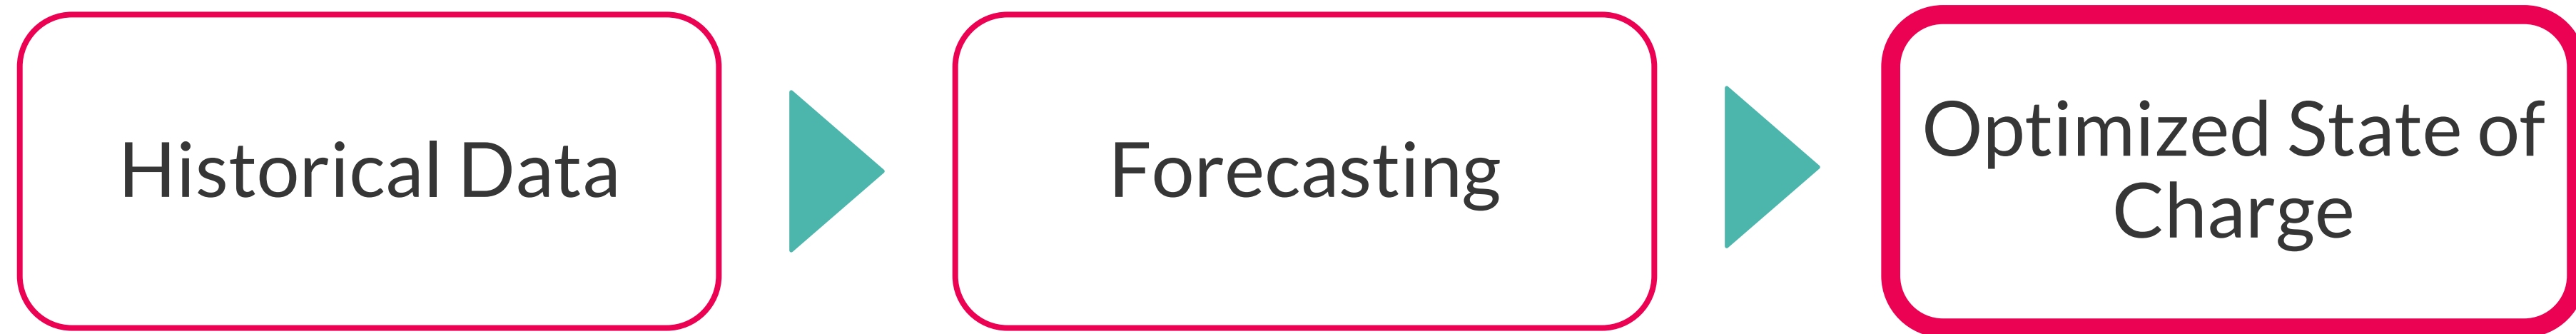 Historical Data
Forecasting
Optimized State of
Charge